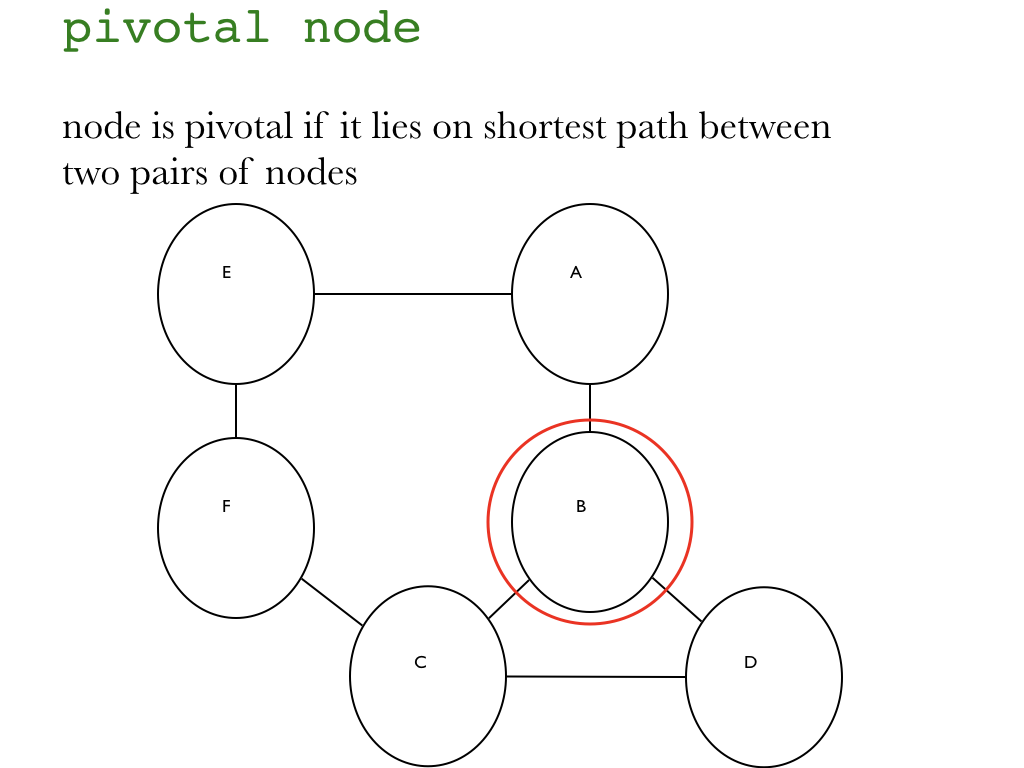 pivotal node
node is pivotal if it lies on shortest path between
two pairs of nodes
E
A
F
B
C
D